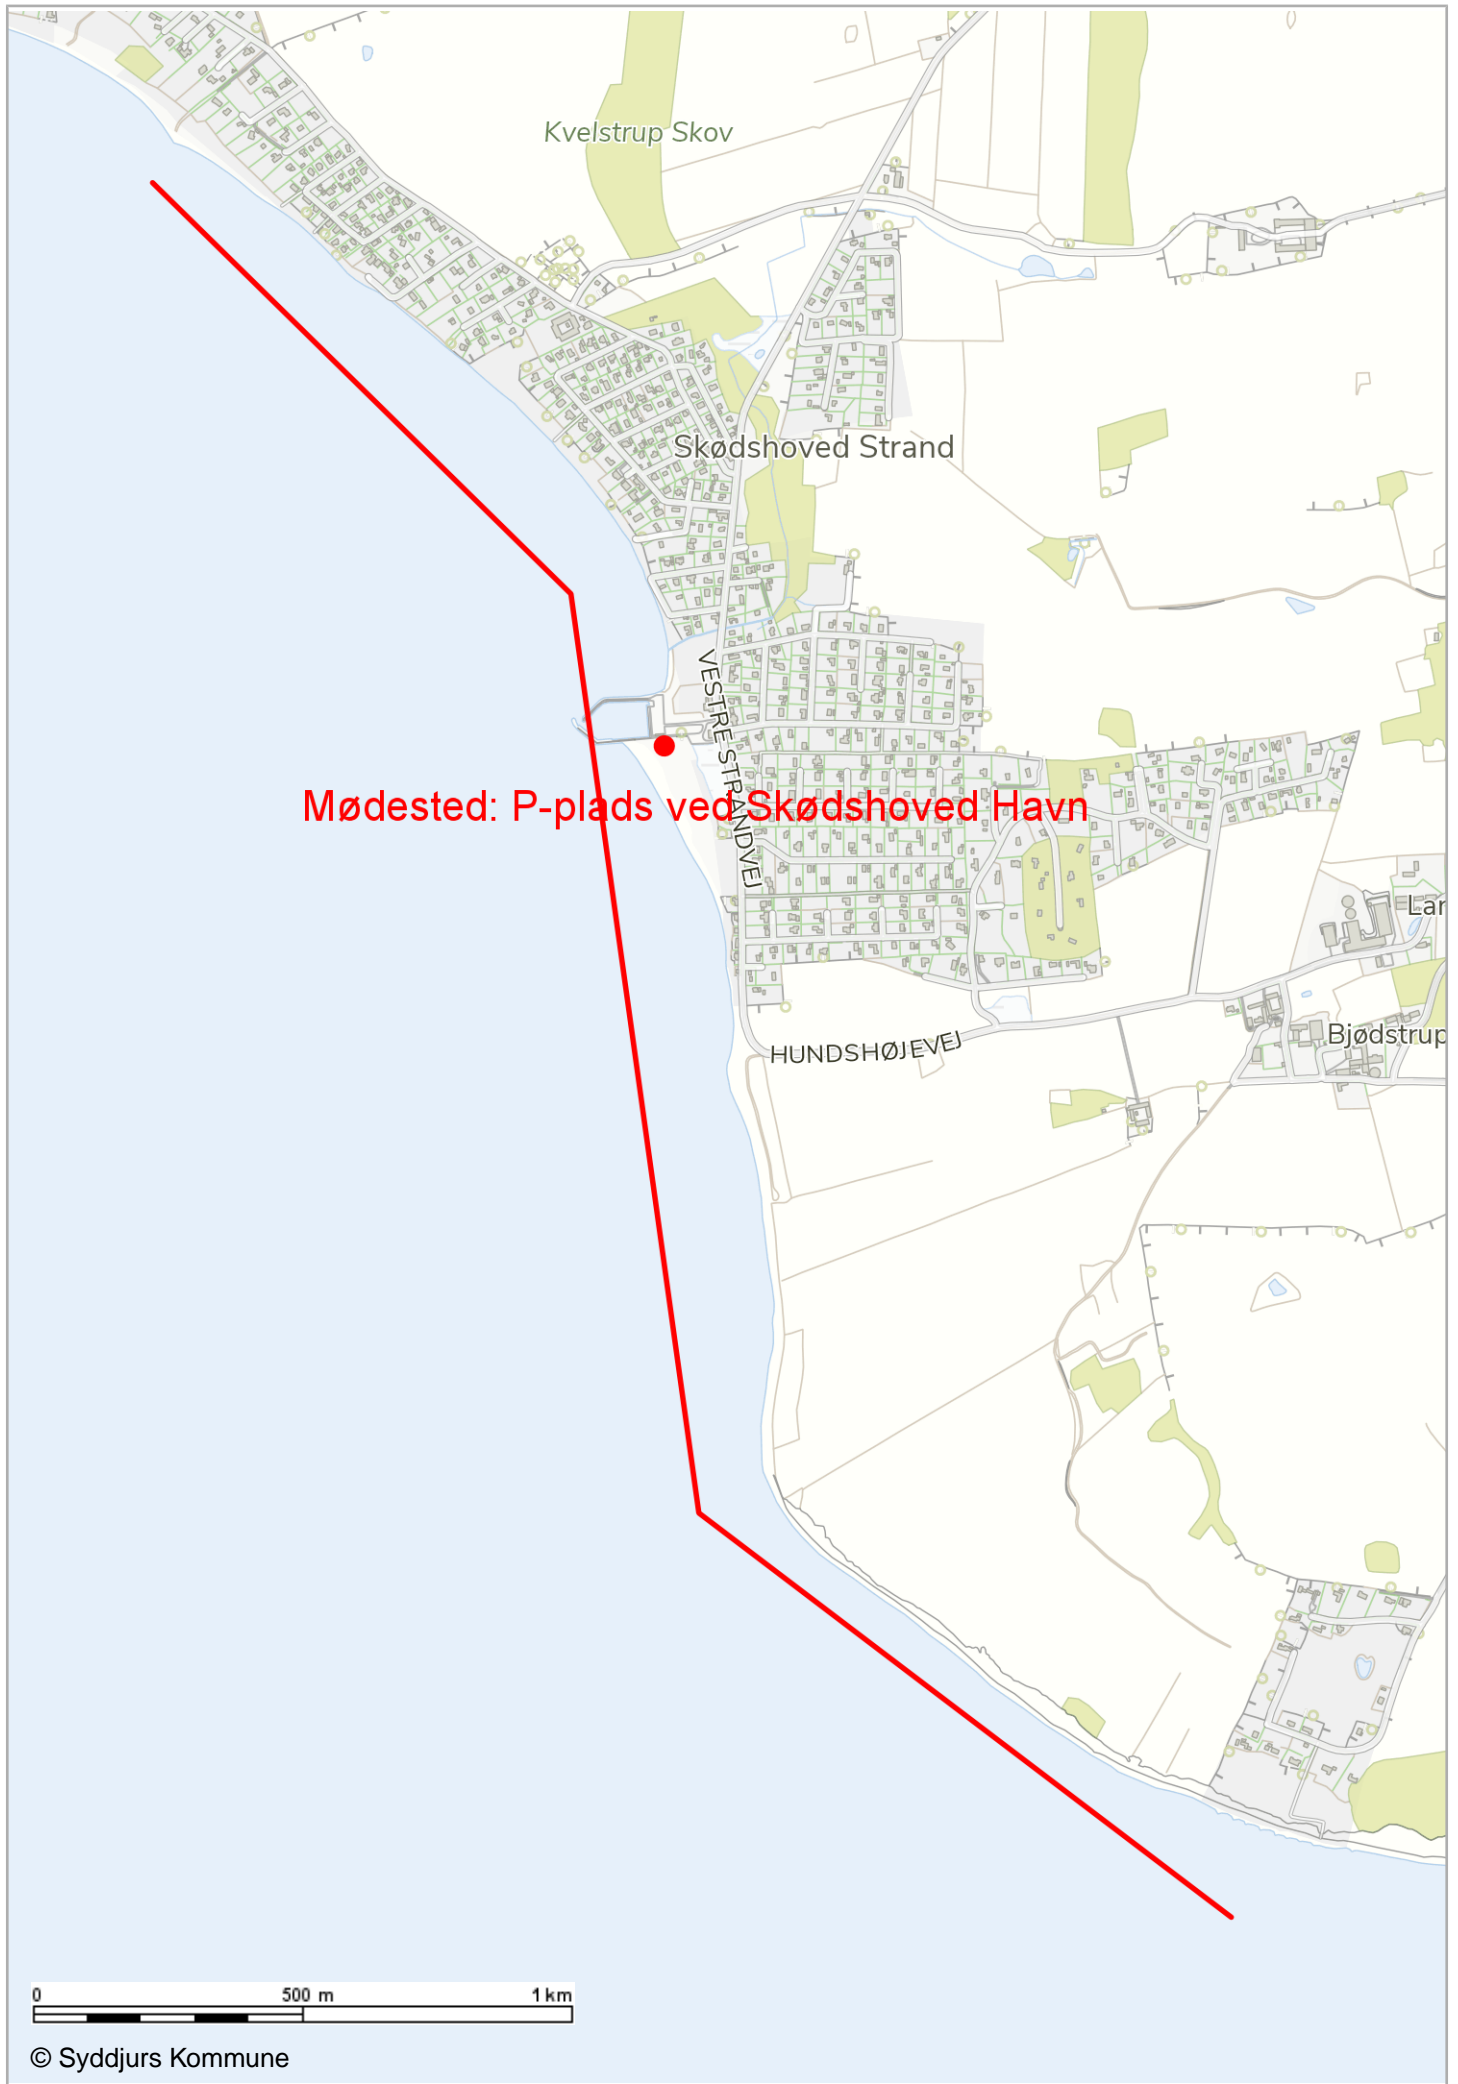 Kvelstrup Skov
Skødshoved Strand
VESTRE STRANDVEJ
Mødested: P-plads ved Skødshoved Havn
Lar
Bjødstrup
HUNDSHØJEVEJ
0 500 m 1 km
© Syddjurs Kommune